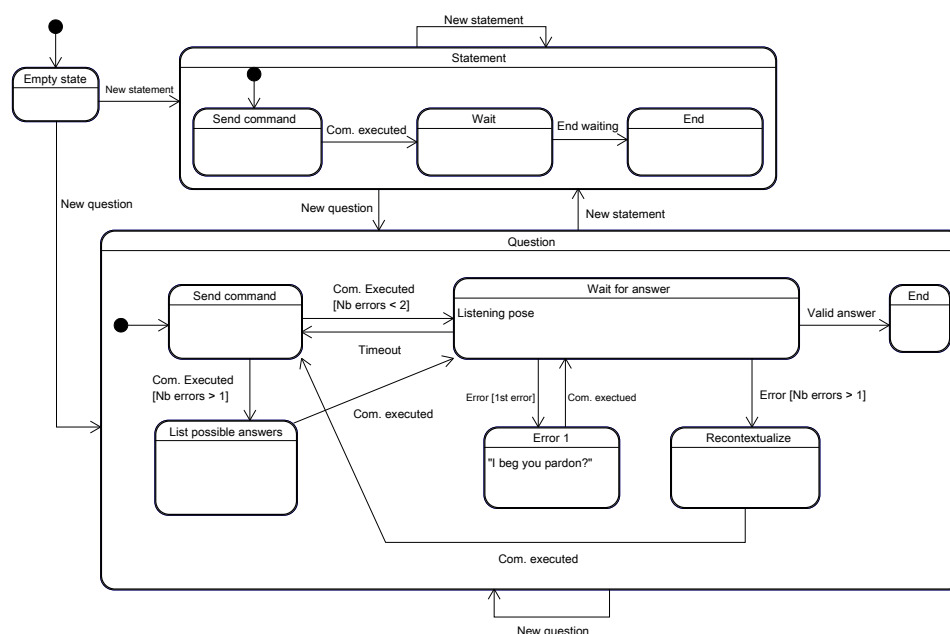 New statement
Statement
Empty state
New statement
Send command
Com. executed
Wait
End waiting
End
New question
New question
New statement
Question
Send command
Com. Executed
[Nb errors < 2]
Wait for answer
Listening pose
End
Valid answer
Timeout
Com. Executed
[Nb errors > 1]
Com. executed
Error [1st error]
Com. exectued
Error [Nb errors > 1]
List possible answers
Error 1
"I beg you pardon?"
Recontextualize
Com. executed
New question